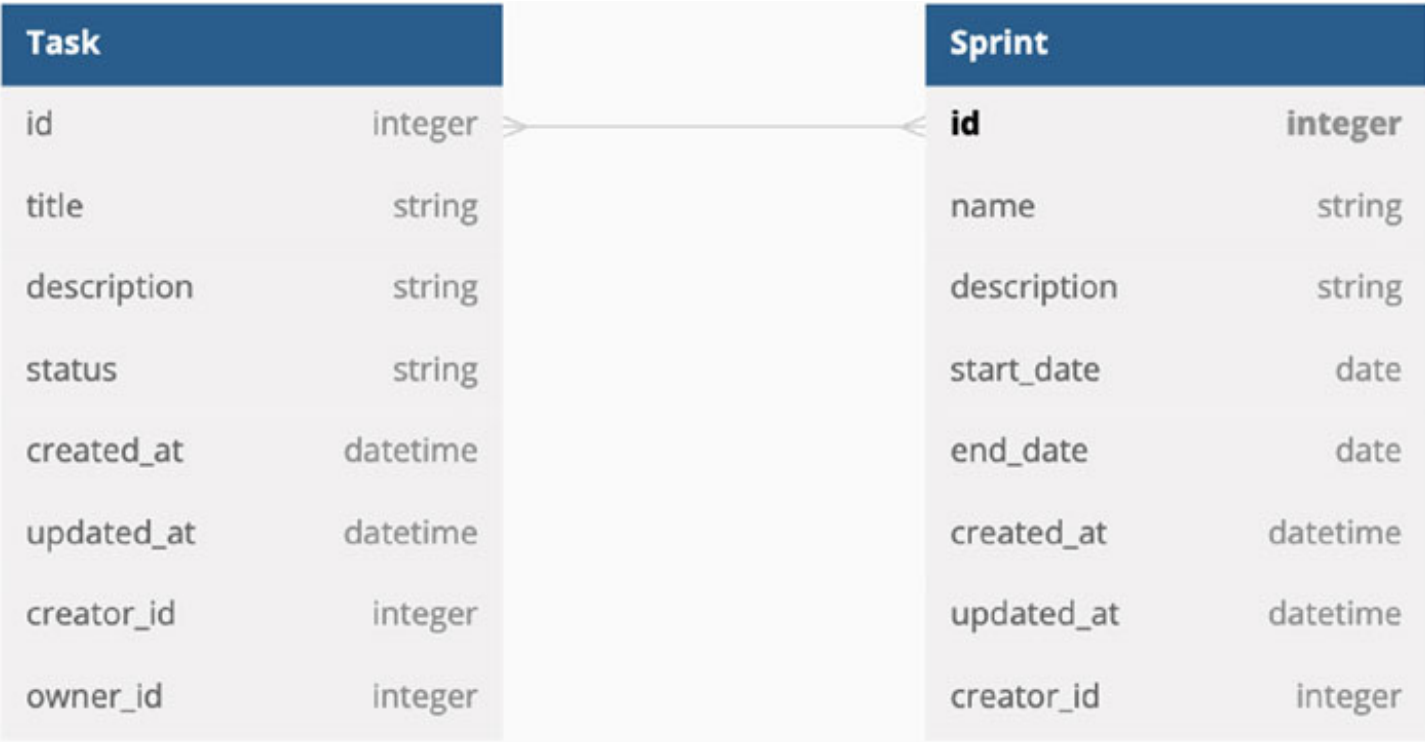 Task
id integer
title string
description string
status string
created_at datetime
updated_at datetime
creator_id integer
owner_id integer
Sprint
id integer
name string
description string
start_date date
end_date date
created_at datetime
updated_at datetime
creator_id integer